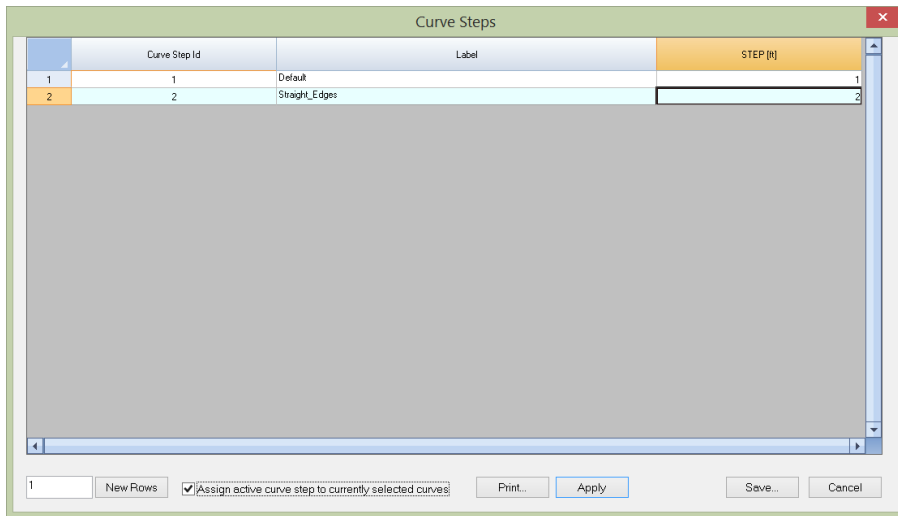 Curve Steps
Curve Step Id Label STEP [ft]
1 1 Default 1
2 2 Straight_Edges 2
1 New Rows Assign active curve step to currently selected curves Print... Apply Save... Cancel